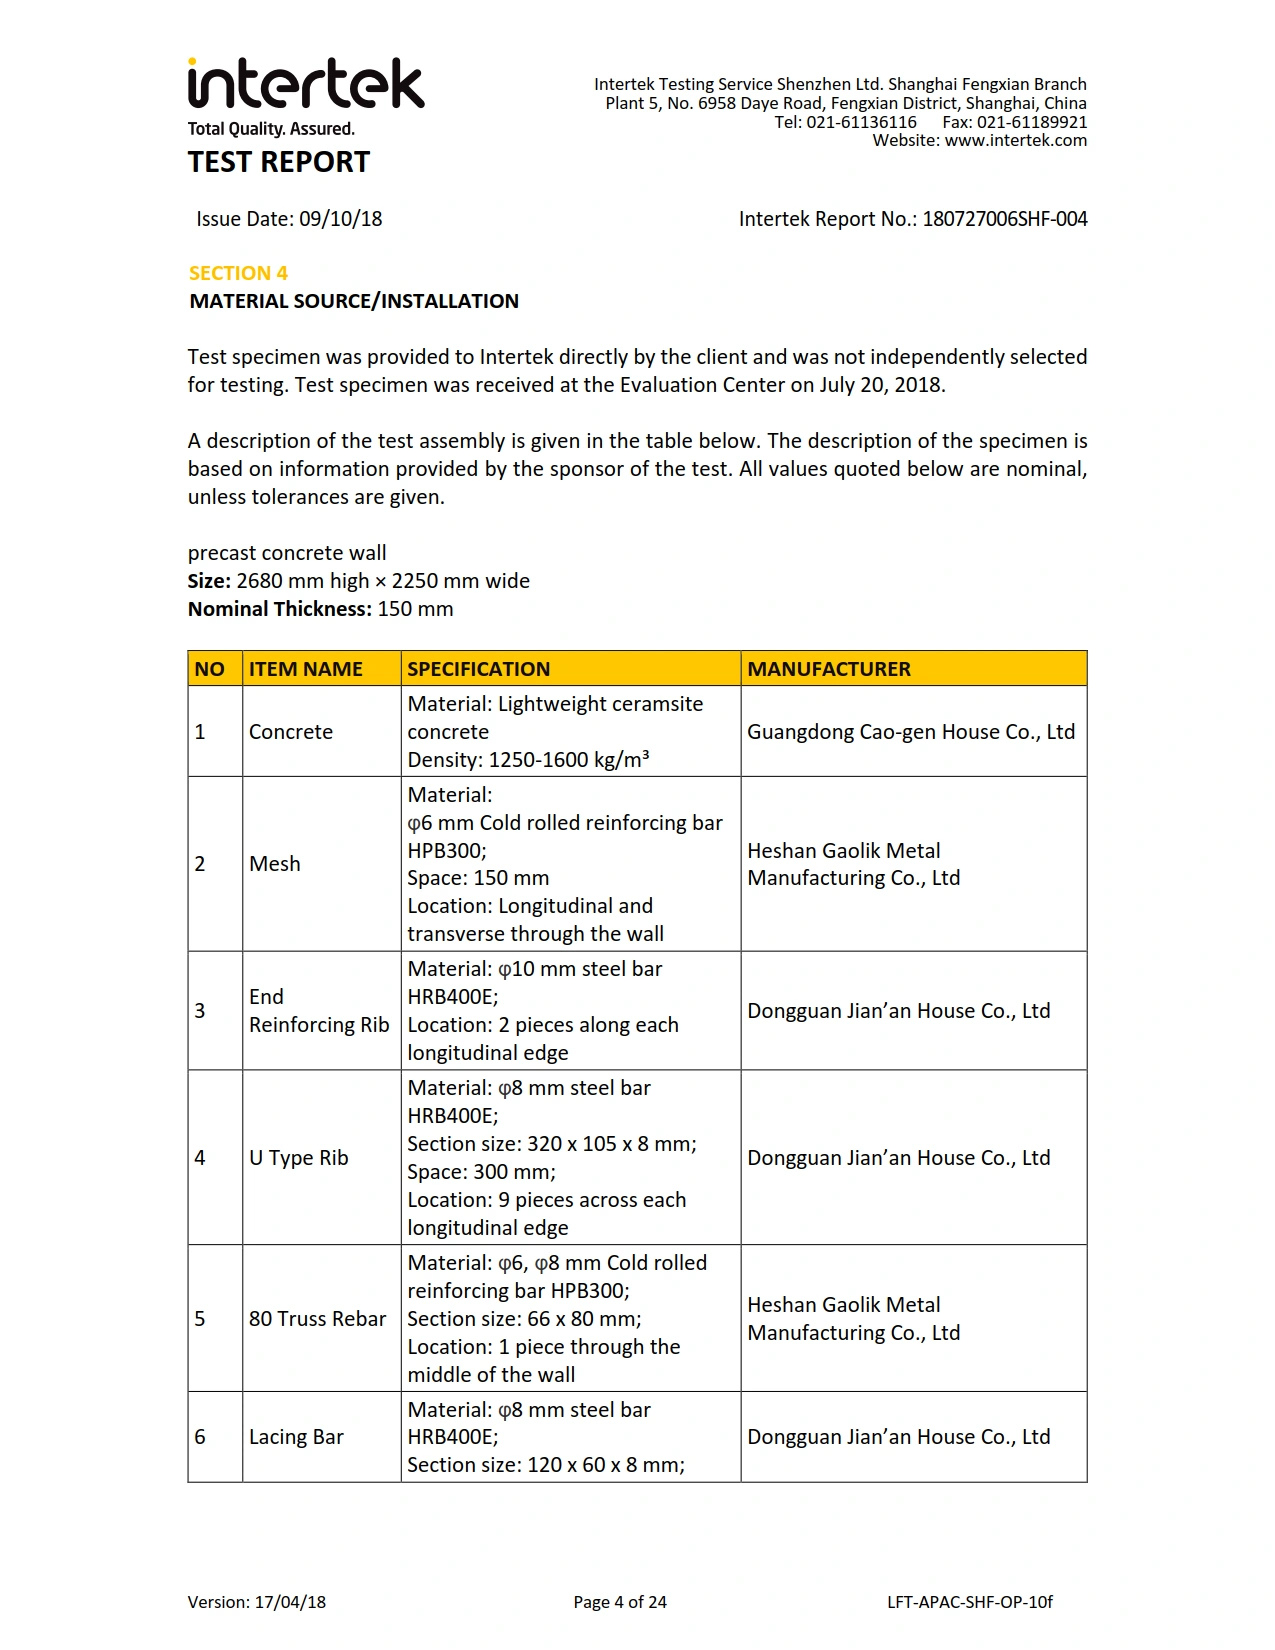 intertek
Total Quality. Assured.
TEST REPORT
Intertek Testing Service Shenzhen Ltd. Shanghai Fengxian Branch
Plant 5, No. 6958 Daye Road, Fengxian District, Shanghai, China
Tel: 021-61136116 Fax: 021-61189921
Website: www.intertek.com
Issue Date: 09/10/18 Intertek Report No.: 180727006SHF-004
SECTION 4
MATERIAL SOURCE/INSTALLATION
Test specimen was provided to Intertek directly by the client and was not independently selected
for testing. Test specimen was received at the Evaluation Center on July 20, 2018.
A description of the test assembly is given in the table below. The description of the specimen is
based on information provided by the sponsor of the test. All values quoted below are nominal,
unless tolerances are given.
precast concrete wall
Size: 2680 mm high × 2250 mm wide
Nominal Thickness: 150 mm
NO ITEM NAME SPECIFICATION MANUFACTURER
1
Concrete
Material: Lightweight ceramsite
concrete
Density: 1250-1600 kg/m³
Guangdong Cao-gen House Co., Ltd
2
Mesh
Material:
φ6 mm Cold rolled reinforcing bar
HPB300;
Space: 150 mm
Location: Longitudinal and
transverse through the wall
Heshan Gaolik Metal
Manufacturing Co., Ltd
3
End
Reinforcing Rib
Material: φ10 mm steel bar
HRB400E;
Location: 2 pieces along each
longitudinal edge
Dongguan Jian’an House Co., Ltd
4
U Type Rib
Material: φ8 mm steel bar
HRB400E;
Section size: 320 x 105 x 8 mm;
Space: 300 mm;
Location: 9 pieces across each
longitudinal edge
Dongguan Jian’an House Co., Ltd
5
80 Truss Rebar
Material: φ6, φ8 mm Cold rolled
reinforcing bar HPB300;
Section size: 66 x 80 mm;
Location: 1 piece through the
middle of the wall
Heshan Gaolik Metal
Manufacturing Co., Ltd
6
Lacing Bar
Material: φ8 mm steel bar
HRB400E;
Section size: 120 x 60 x 8 mm;
Dongguan Jian’an House Co., Ltd
Version: 17/04/18 Page 4 of 24 LFT-APAC-SHF-OP-10f